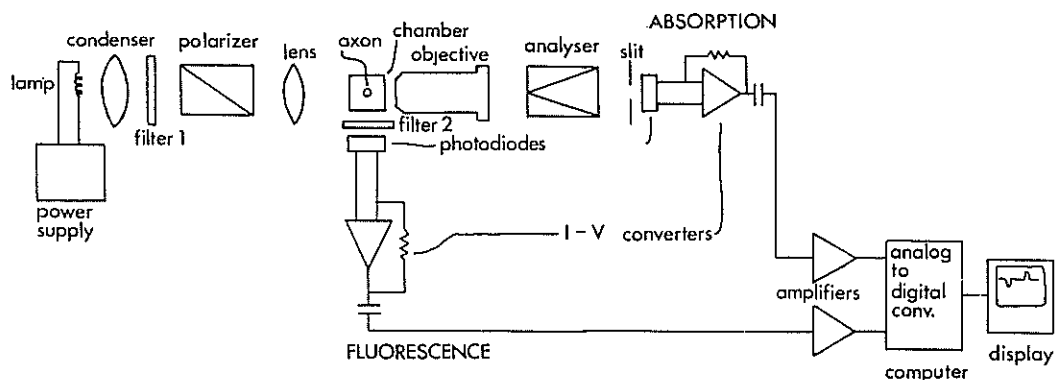 ABSORPTION
condenser
polarizer
lens
axon
chamber
objective
analyser
slit
lamp
filter 1
filter 2
photodiodes
power
supply
I – V converters
amplifiers
analog
to
digital
conv.
FLUORESCENCE
computer
display